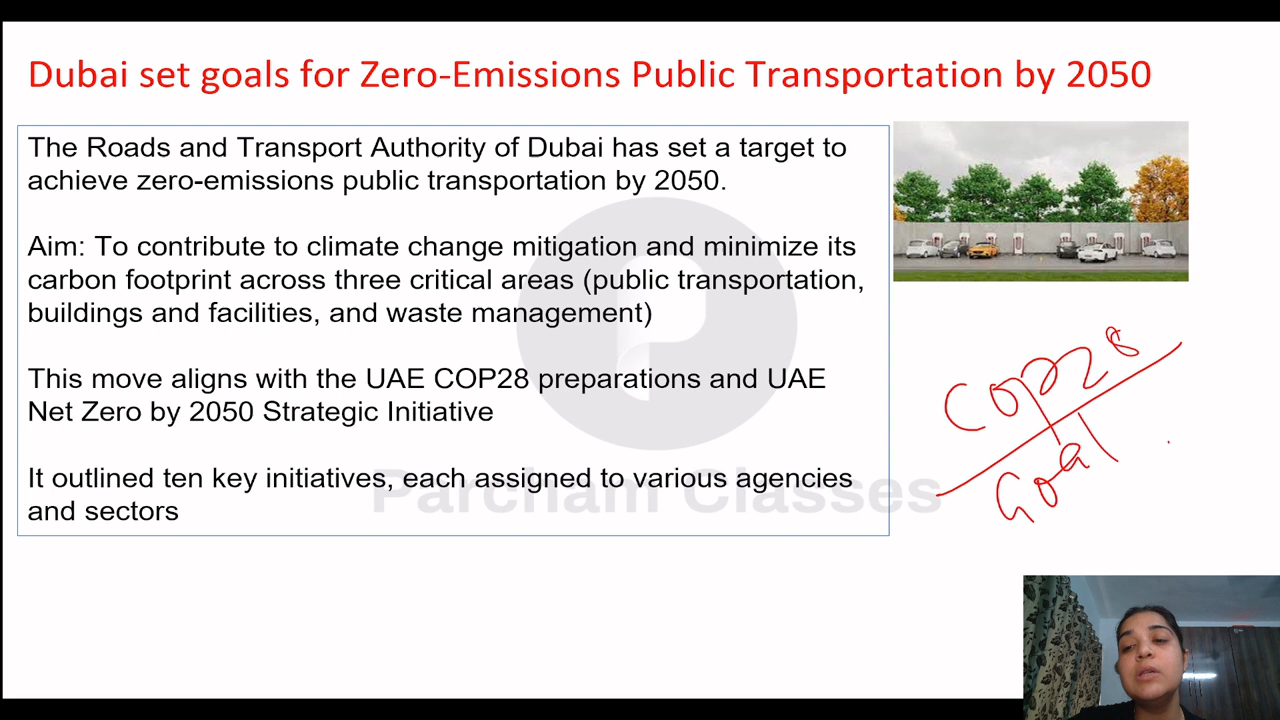 Dubai set goals for Zero-Emissions Public Transportation by 2050
The Roads and Transport Authority of Dubai has set a target to
achieve zero-emissions public transportation by 2050.
Aim: To contribute to climate change mitigation and minimize its
carbon footprint across three critical areas (public transportation,
buildings and facilities, and waste management)
This move aligns with the UAE COP28 preparations and UAE
Net Zero by 2050 Strategic Initiative
It outlined ten key initiatives, each assigned to various agencies
and sectors
Parcham Classes
COP28
Goal